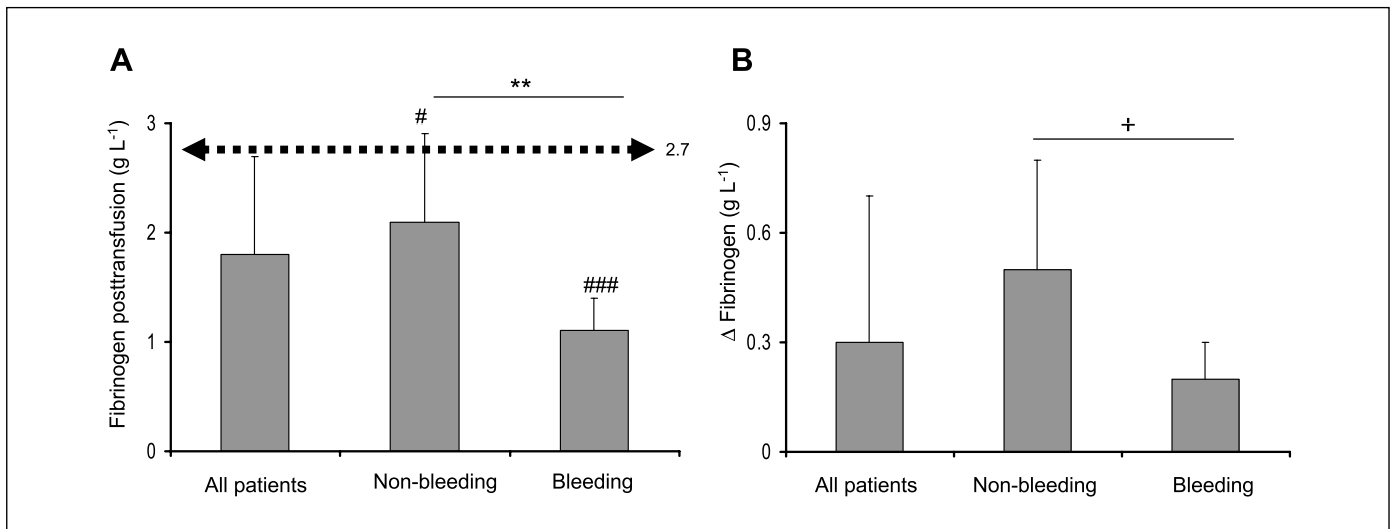 A
Fibrinogen posttransfusion (g L-1)
3
2
1
0
**
#
###
2.7
All patients
Non-bleeding
Bleeding
B
Δ Fibrinogen (g L-1)
0.9
0.6
0.3
0
+
All patients
Non-bleeding
Bleeding